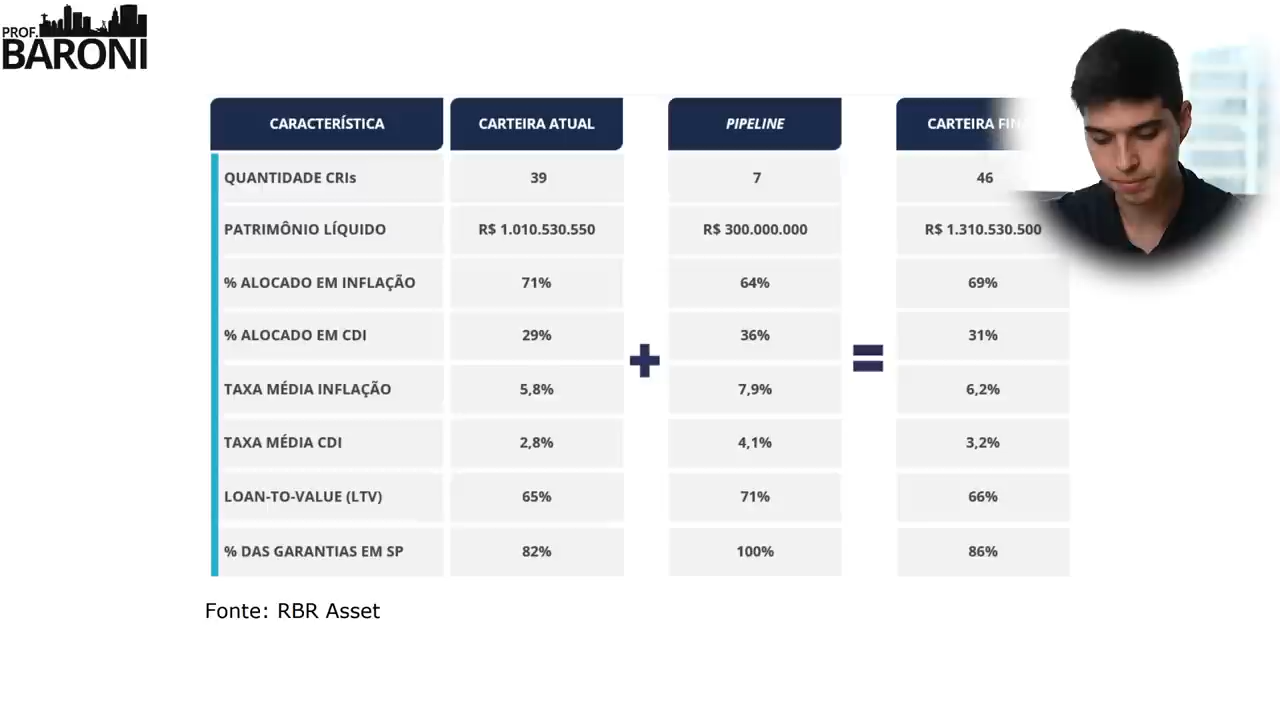 PROF.
BARONI
CARACTERÍSTICA CARTEIRA ATUAL PIPELINE CARTEIRA
QUANTIDADE CRIs 39 7 46
PATRIMÔNIO LÍQUIDO R$ 1.010.530.550 R$ 300.000.000 R$ 1.310.530.500
% ALOCADO EM INFLAÇÃO 71% 64% 69%
% ALOCADO EM CDI 29% 36% 31%
+ =
TAXA MÉDIA INFLAÇÃO 5,8% 7,9% 6,2%
TAXA MÉDIA CDI 2,8% 4,1% 3,2%
LOAN-TO-VALUE (LTV) 65% 71% 66%
% DAS GARANTIAS EM SP 82% 100% 86%
Fonte: RBR Asset